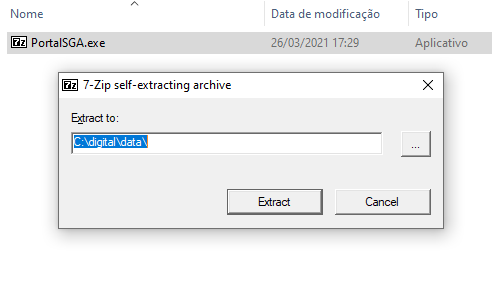 Nome Data de modificação Tipo
7z PortalSGA.exe 26/03/2021 17:29 Aplicativo
7z 7-Zip self-extracting archive
Extract to:
C:\digital\data\
...
Extract Cancel